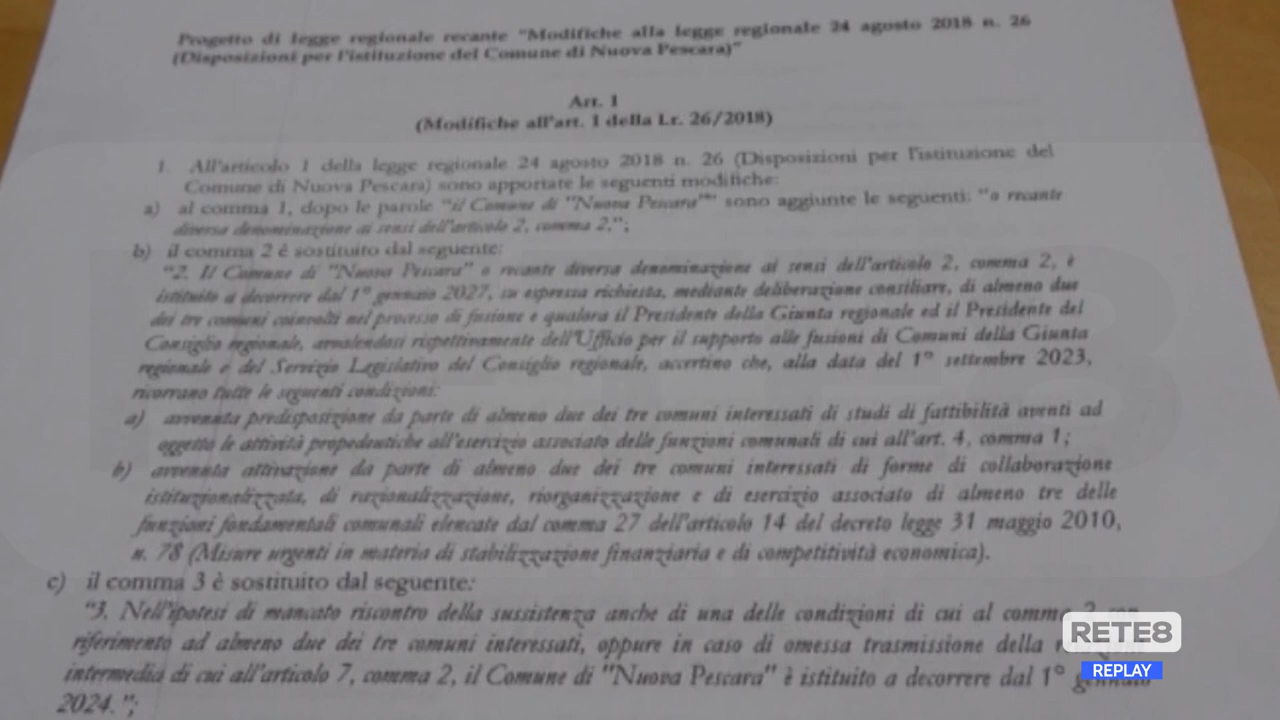 Progetto di legge regionale recante "Modifiche alla legge regionale 24 agosto 2018 n. 26
(Disposizioni per l'istituzione del Comune di Nuova Pescara)"
Art. 1
(Modifiche all'art. 1 della l.r. 26/2018)
1. All'articolo 1 della legge regionale 24 agosto 2018 n. 26 (Disposizioni per l'istituzione del
Comune di Nuova Pescara) sono apportate le seguenti modifiche:
a) al comma 1, dopo le parole "il Comune di "Nuova Pescara"" sono aggiunte le seguenti: "o recante
diversa denominazione ai sensi dell'articolo 2, comma 2,";
b) il comma 2 è sostituito dal seguente:
"2. Il Comune di "Nuova Pescara" o recante diversa denominazione ai sensi dell'articolo 2, comma 2, è
istituito a decorrere dal 1° gennaio 2027, su espressa richiesta, mediante deliberazione consiliare, di almeno due
dei tre comuni coinvolti nel processo di fusione e qualora il Presidente della Giunta regionale ed il Presidente del
Consiglio regionale, avvalendosi rispettivamente dell'Ufficio per il supporto alle fusioni di Comuni della Giunta
regionale e del Servizio Legislativo del Consiglio regionale, accertino che, alla data del 1° settembre 2023,
ricorrano tutte le seguenti condizioni:
a) avvenuta predisposizione da parte di almeno due dei tre comuni interessati di studi di fattibilità aventi ad
oggetto le attività propedeutiche all'esercizio associato delle funzioni comunali di cui all'art. 4, comma 1;
b) avvenuta attivazione da parte di almeno due dei tre comuni interessati di forme di collaborazione
istituzionalizzata, di razionalizzazione, riorganizzazione e di esercizio associato di almeno tre delle
funzioni fondamentali comunali elencate dal comma 27 dell'articolo 14 del decreto legge 31 maggio 2010,
n. 78 (Misure urgenti in materia di stabilizzazione finanziaria e di competitività economica).
c) il comma 3 è sostituito dal seguente:
"3. Nell'ipotesi di mancato riscontro della sussistenza anche di una delle condizioni di cui al comma 2 con
riferimento ad almeno due dei tre comuni interessati, oppure in caso di omessa trasmissione della
intermedia di cui all'articolo 7, comma 2, il Comune di "Nuova Pescara" è istituito a decorrere dal 1° gennaio
2024.";
RETE8
REPLAY